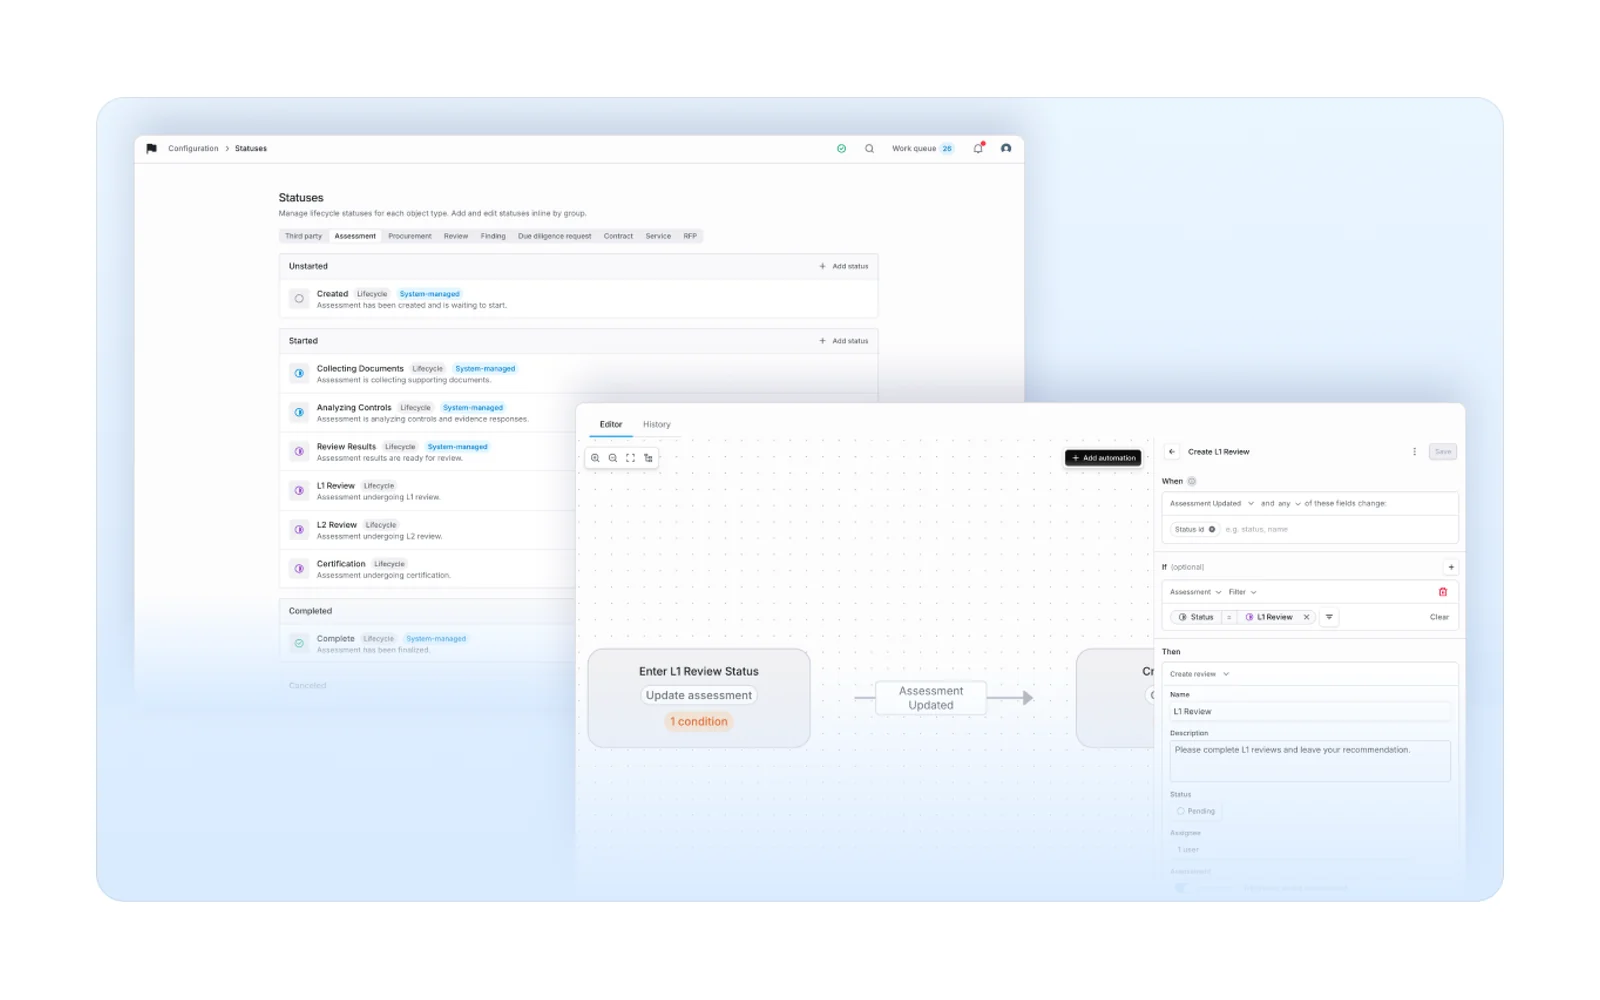 Configuration > Statuses
Work queue 26
Statuses
Manage lifecycle statuses for each object type. Add and edit statuses inline by group.
Third party Assessment Procurement Review Finding Due diligence request Contract Service RFP
Unstarted + Add status
Created Lifecycle System-managed
Assessment has been created and is waiting to start.
Started + Add status
Collecting Documents Lifecycle System-managed
Assessment is collecting supporting documents.
Analyzing Controls Lifecycle System-managed
Assessment is analyzing controls and evidence responses.
Review Results Lifecycle System-managed
Assessment results are ready for review.
L1 Review Lifecycle
Assessment undergoing L1 review.
L2 Review Lifecycle
Assessment undergoing L2 review.
Certification Lifecycle
Assessment undergoing certification.
Completed
Complete Lifecycle System-managed
Assessment has been finalized.
Canceled
Editor History
+ Add automation
Enter L1 Review Status
Update assessment
1 condition
Assessment
Updated
Cr
Create L1 Review Save
When
Assessment Updated and any of these fields change:
Status id e.g. status, name
If (optional) +
Assessment Filter
Status = L1 Review Clear
Then
Create review
Name
L1 Review
Description
Please complete L1 reviews and leave your recommendation.
Status
Pending
Assignee
1 user
Assessment